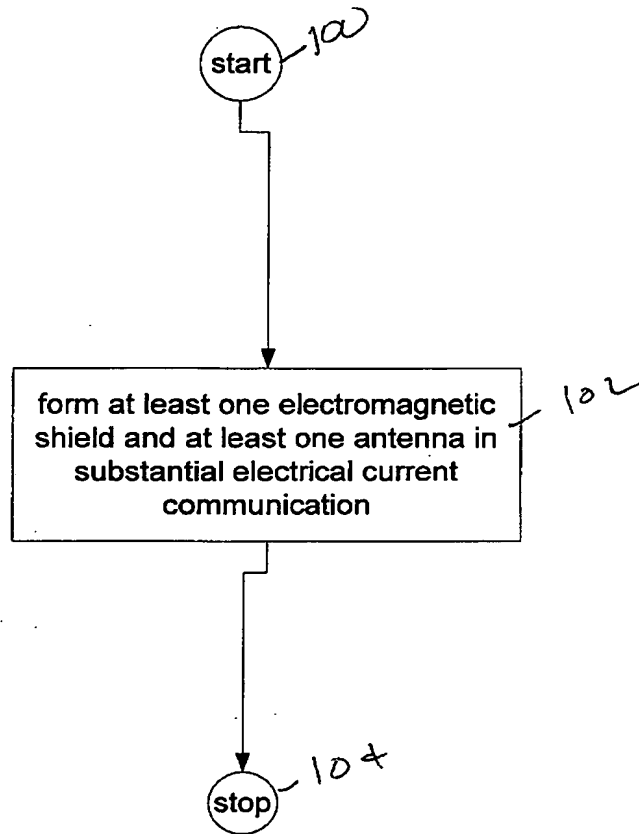 start
100
form at least one electromagnetic
shield and at least one antenna in
substantial electrical current
communication
102
stop
104